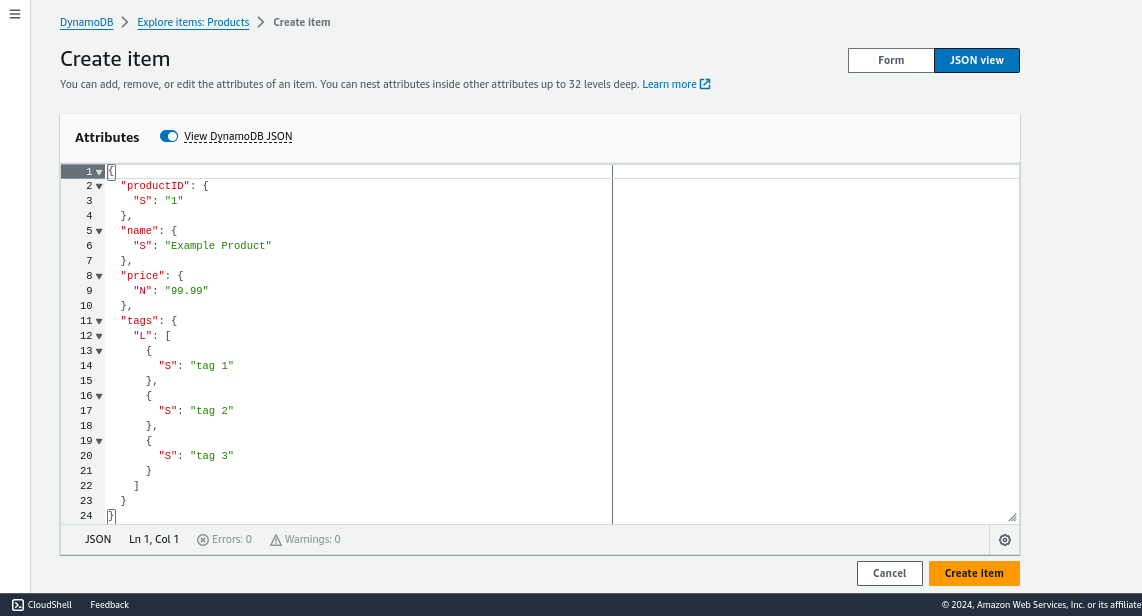 DynamoDB > Explore items: Products > Create item
Create item
Form JSON view
You can add, remove, or edit the attributes of an item. You can nest attributes inside other attributes up to 32 levels deep. Learn more
Attributes View DynamoDB JSON
1 {
2 "productID": {
3 "S": "1"
4 },
5 "name": {
6 "S": "Example Product"
7 },
8 "price": {
9 "N": "99.99"
10 },
11 "tags": {
12 "L": [
13 {
14 "S": "tag 1"
15 },
16 {
17 "S": "tag 2"
18 },
19 {
20 "S": "tag 3"
21 }
22 ]
23 }
24 }
JSON Ln 1, Col 1 Errors: 0 Warnings: 0
Cancel Create item
CloudShell Feedback © 2024, Amazon Web Services, Inc. or its affiliate